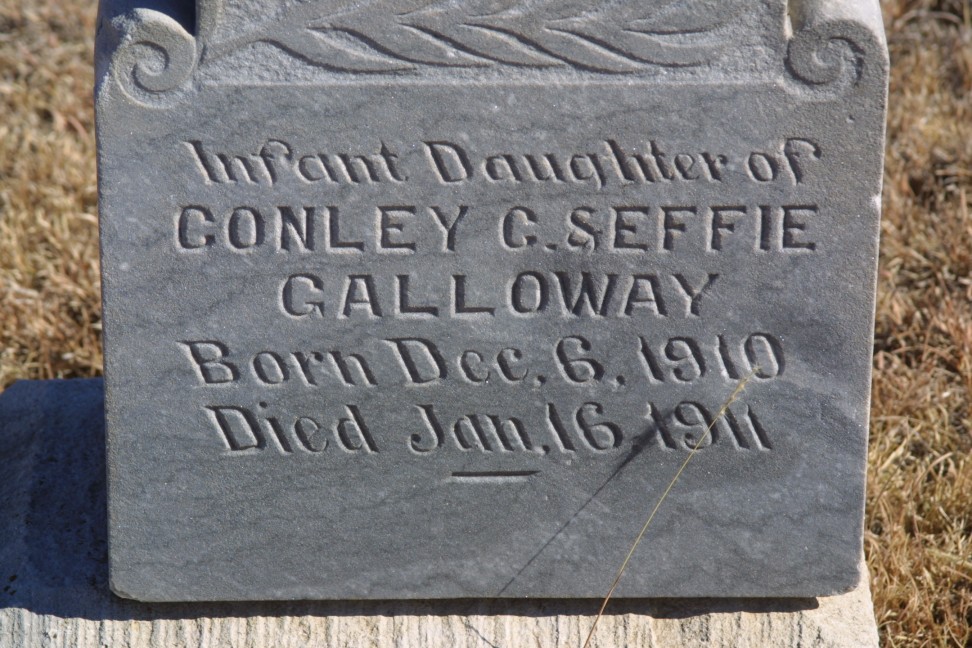 Infant Daughter of
CONLEY C. & EFFIE
GALLOWAY
Born Dec. 6, 1910
Died Jan. 16 1911